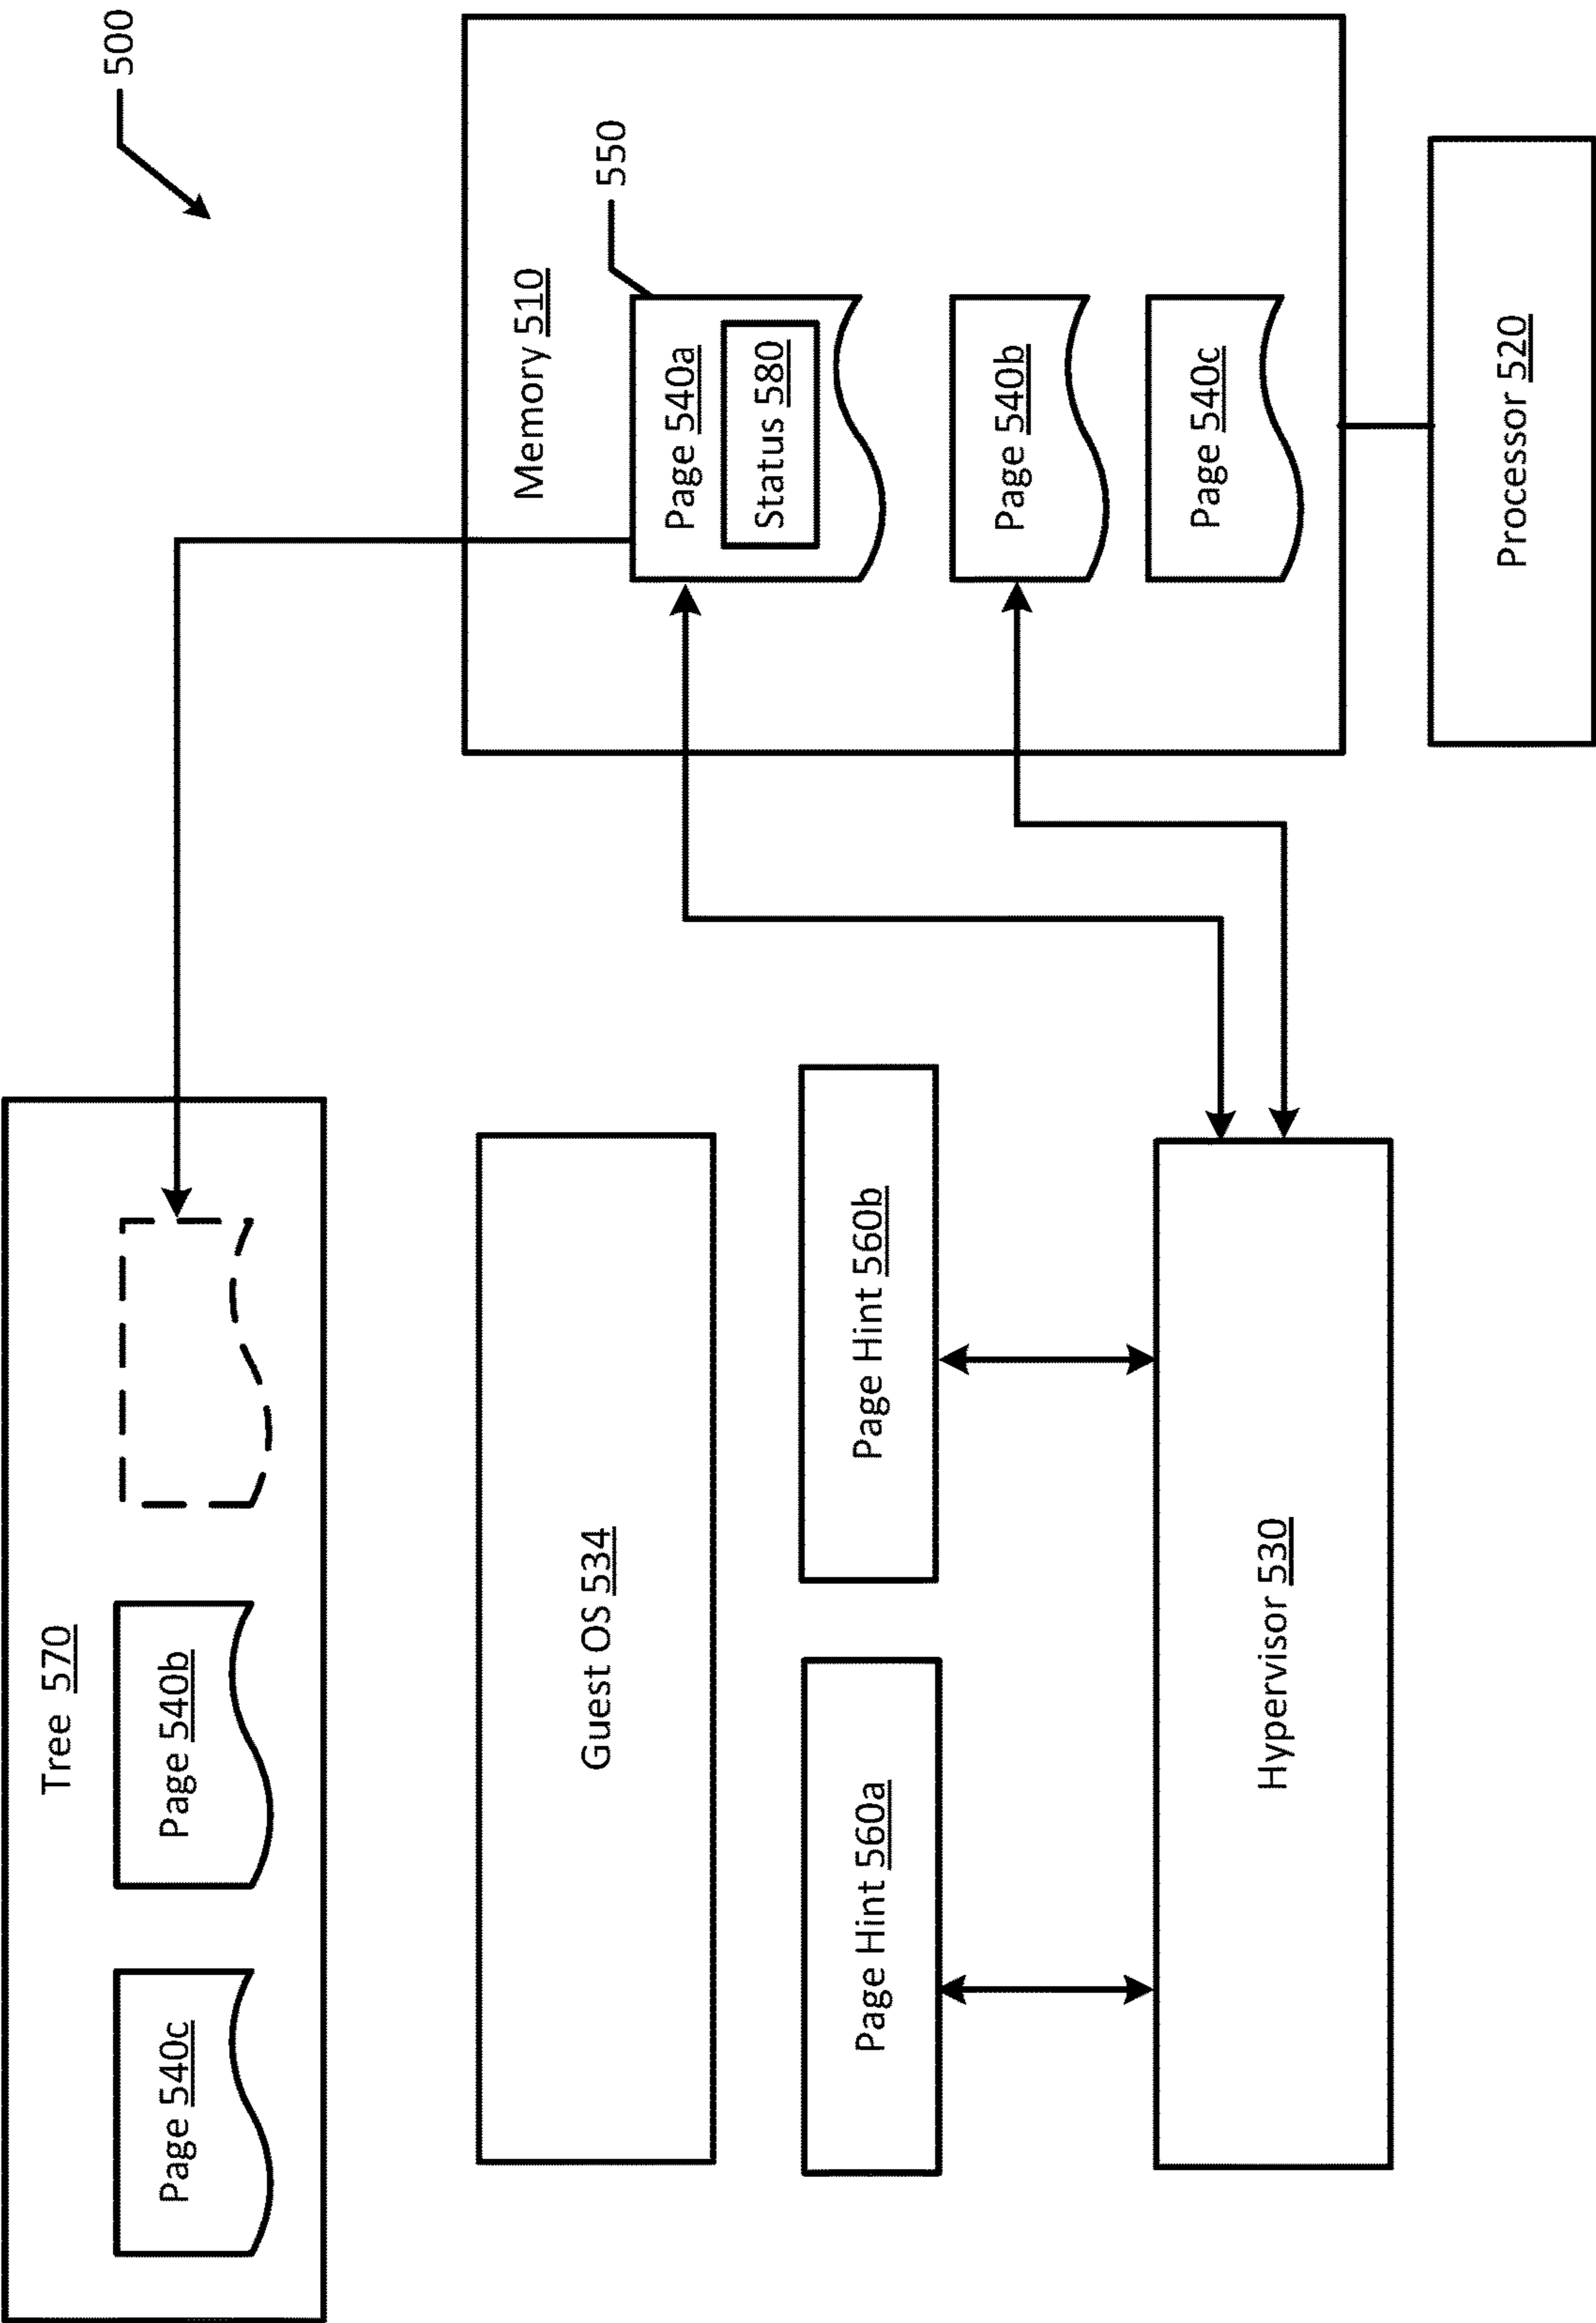 500
Tree 570
Page 540c
Page 540b
Guest OS 534
Page Hint 560a
Page Hint 560b
Hypervisor 530
Memory 510
550
Page 540a
Status 580
Page 540b
Page 540c
Processor 520